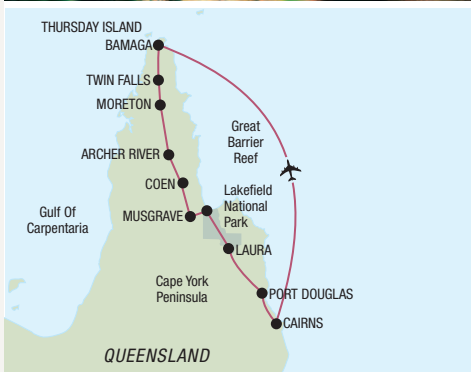 THURSDAY ISLAND
BAMAGA
TWIN FALLS
MORETON
Great
Barrier
Reef
ARCHER RIVER
COEN
Lakefield
National
Park
Gulf Of
Carpentaria
MUSGRAVE
LAURA
Cape York
Peninsula
PORT DOUGLAS
CAIRNS
QUEENSLAND